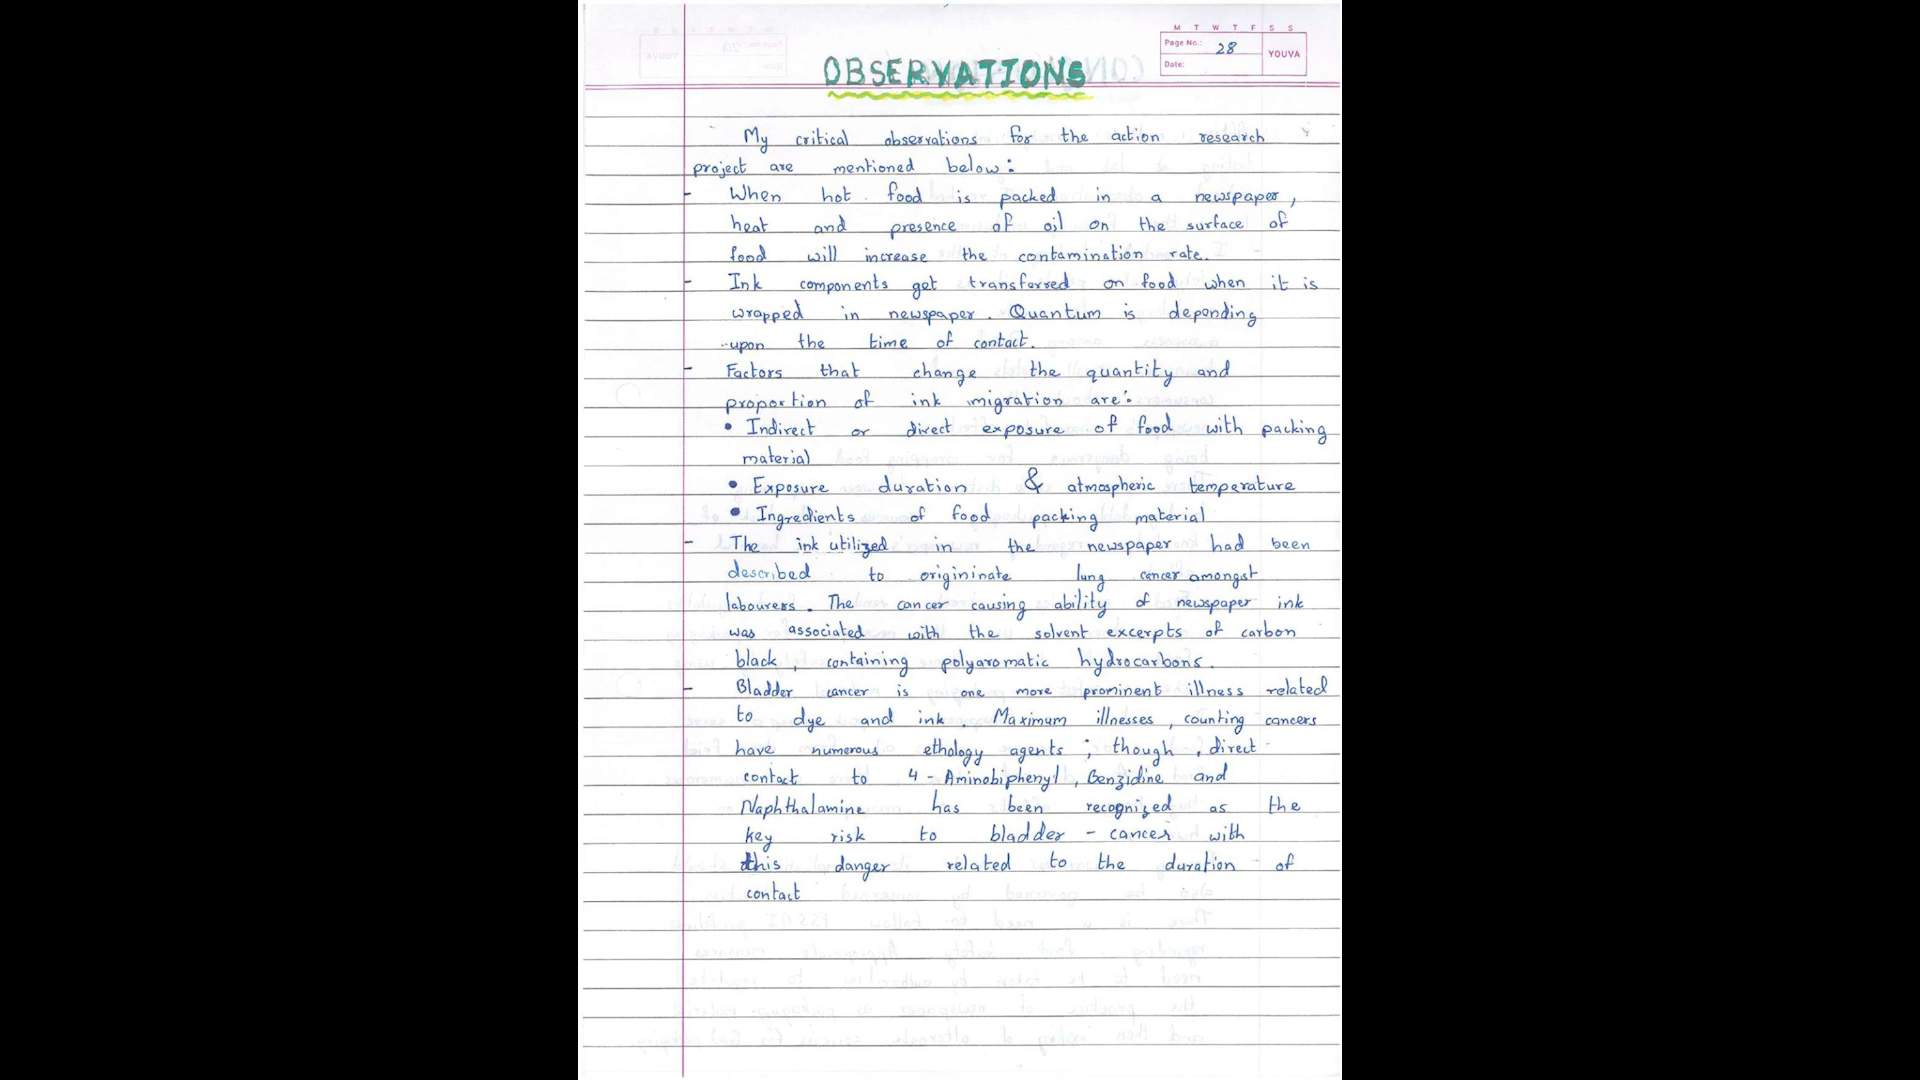 M T W T F S S
Page No.: 28
Date:
YOUVA
OBSERVATIONS
My critical observations for the action research
project are mentioned below:
- When hot food is packed in a newspaper,
heat and presence of oil on the surface of
food will increase the contamination rate.
- Ink components get transferred on food when it is
wrapped in newspaper. Quantum is depending
upon the time of contact.
- Factors that change the quantity and
proportion of ink migration are:
• Indirect or direct exposure of food with packing
material
• Exposure duration & atmospheric temperature
• Ingredients of food packing material
- The ink utilized in the newspaper had been
described to origininate lung cancer amongst
labourers. The cancer causing ability of newspaper ink
was associated with the solvent excerpts of carbon
black, containing polyaromatic hydrocarbons.
- Bladder cancer is one more prominent illness related
to dye and ink. Maximum illnesses, counting cancers
have numerous ethology agents; though, direct
contact to 4-Aminobiphenyl, Benzidine and
Naphthalamine has been recognized as the
key risk to bladder-cancer with
this danger related to the duration of
contact